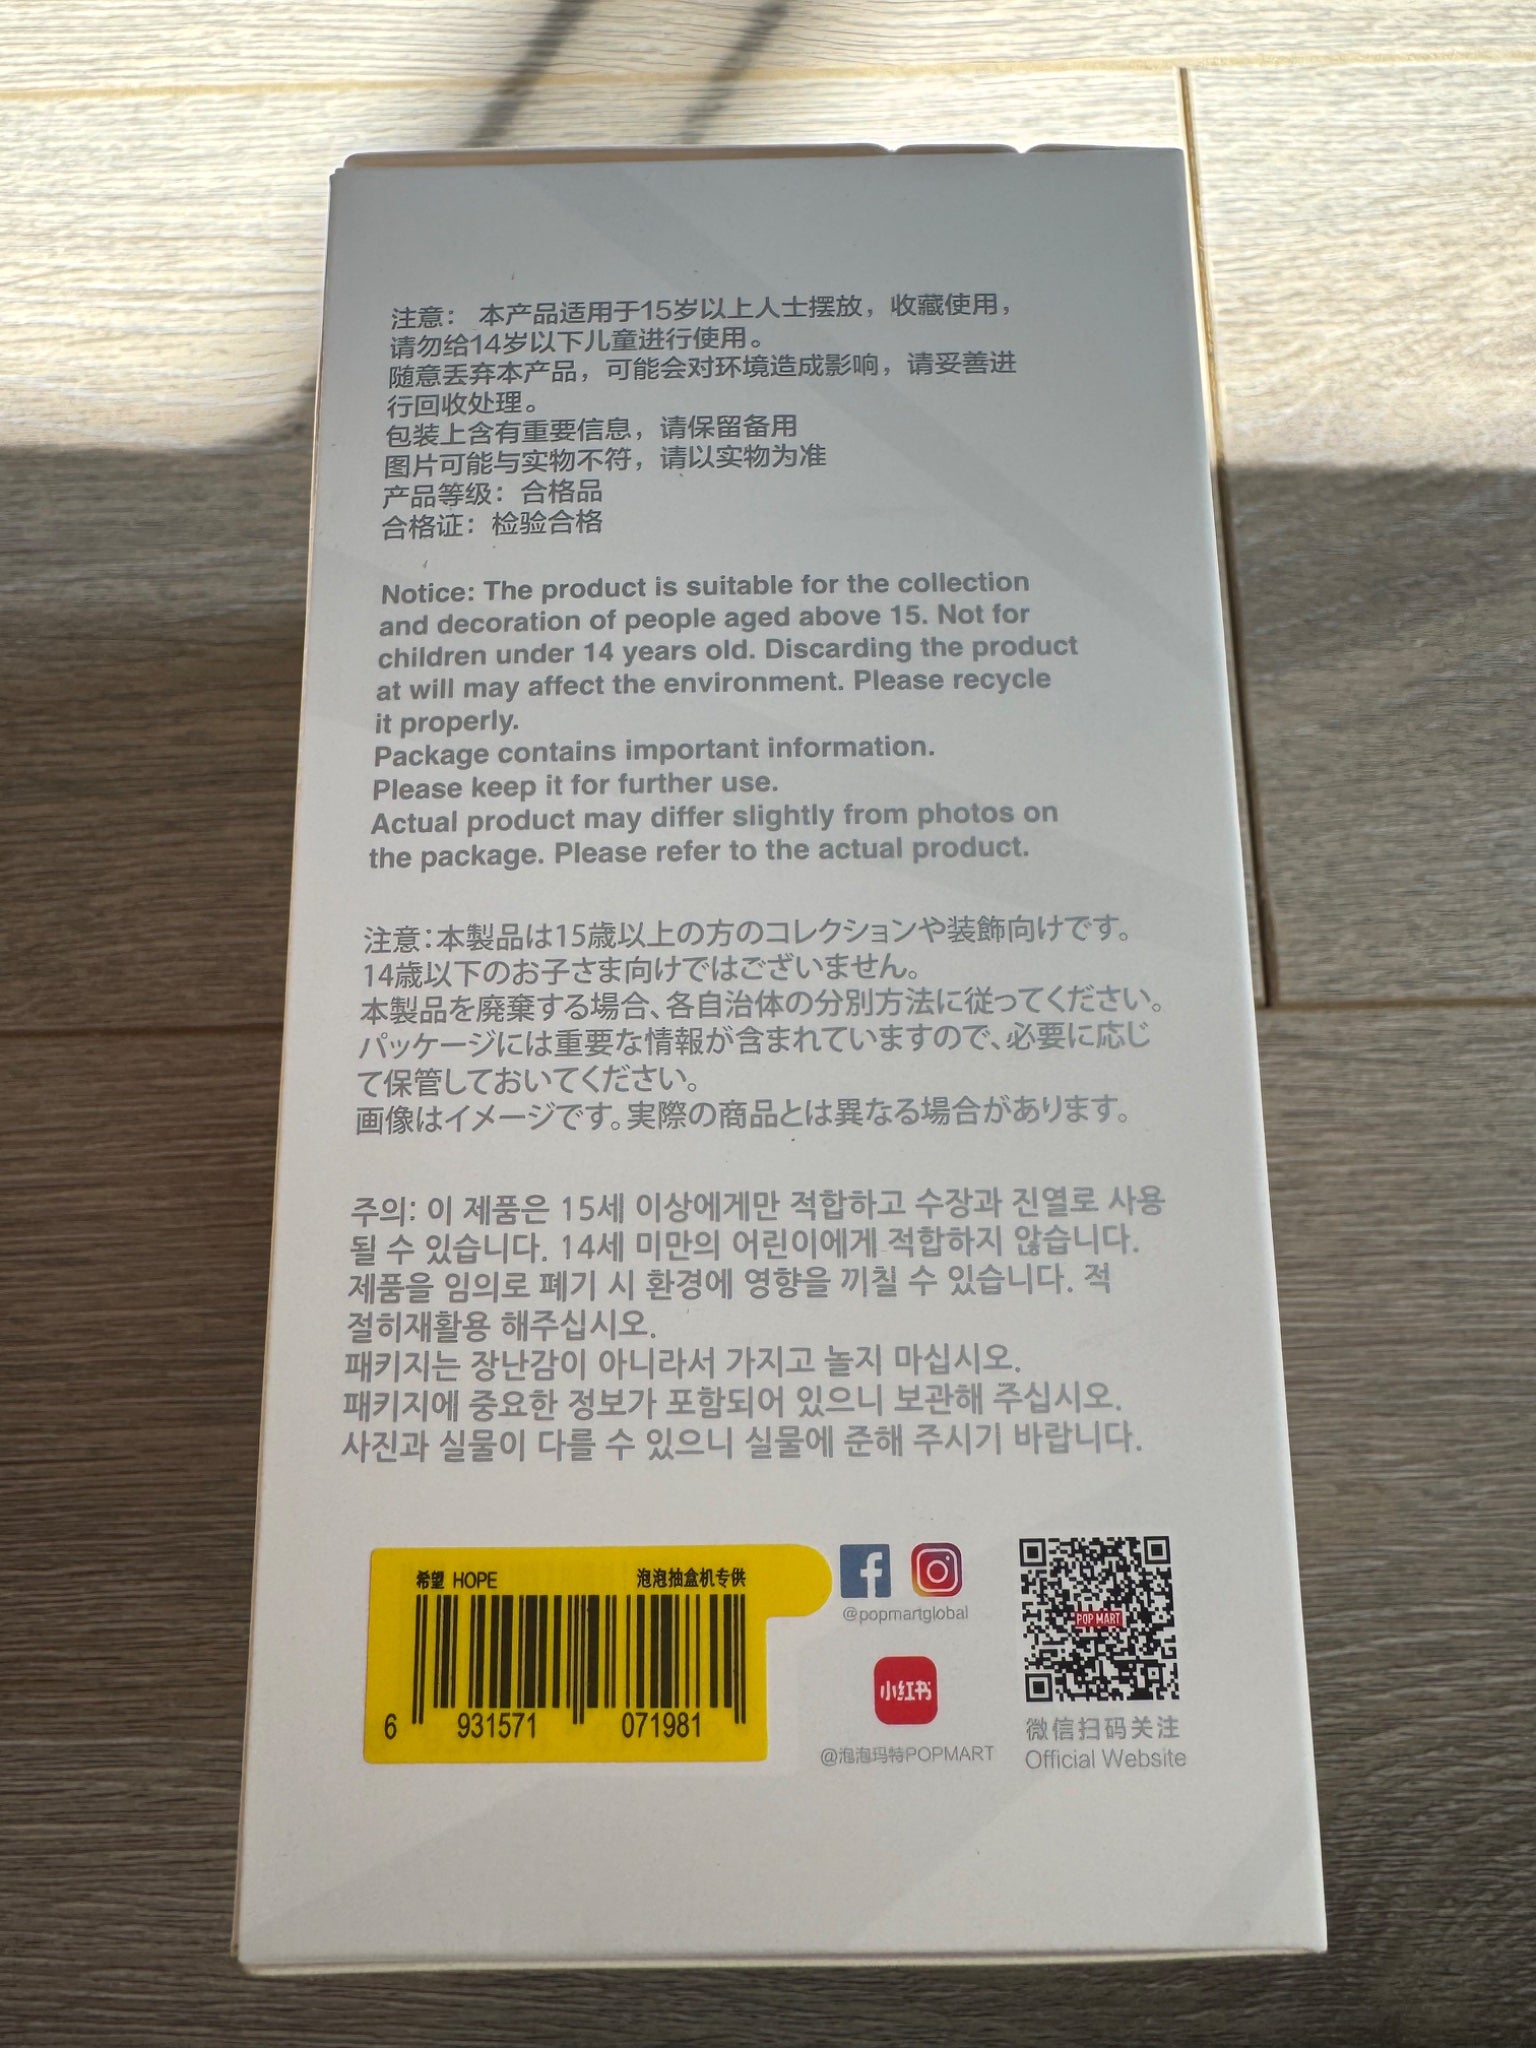 注意： 本产品适用于15岁以上人士摆放，收藏使用，
请勿给14岁以下儿童进行使用。
随意丢弃本产品，可能会对环境造成影响，请妥善进
行回收处理。
包装上含有重要信息，请保留备用
图片可能与实物不符，请以实物为准
产品等级：合格品
合格证：检验合格
Notice: The product is suitable for the collection
and decoration of people aged above 15. Not for
children under 14 years old. Discarding the product
at will may affect the environment. Please recycle
it properly.
Package contains important information.
Please keep it for further use.
Actual product may differ slightly from photos on
the package. Please refer to the actual product.
注意：本製品は15歳以上の方のコレクションや装飾向けです。
14歳以下のお子さま向けではございません。
本製品を廃棄する場合、各自治体の分別方法に従ってください。
パッケージには重要な情報が含まれていますので、必要に応じ
て保管しておいてください。
画像はイメージです。実際の商品とは異なる場合があります。
주의: 이 제품은 15세 이상에게만 적합하고 수장과 진열로 사용
될 수 있습니다. 14세 미만의 어린이에게 적합하지 않습니다.
제품을 임의로 폐기 시 환경에 영향을 끼칠 수 있습니다. 적
절히재활용 해주십시오.
패키지는 장난감이 아니라서 가지고 놀지 마십시오.
패키지에 중요한 정보가 포함되어 있으니 보관해 주십시오.
사진과 실물이 다를 수 있으니 실물에 준해 주시기 바랍니다.
希望 HOPE 泡泡抽盒机专供
6 931571 071981
@popmartglobal
小红书
@泡泡玛特POPMART
POP MART
微信扫码关注
Official Website